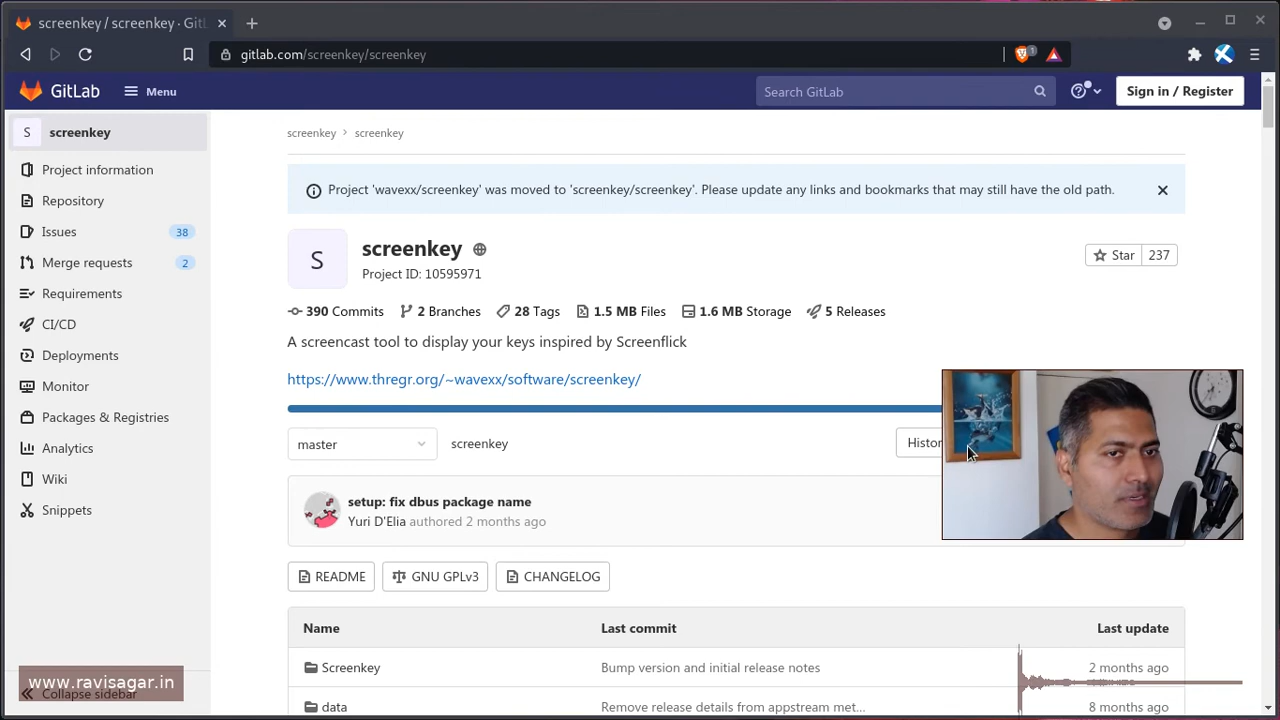 screenkey / screenkey · GitL
gitlab.com/screenkey/screenkey
1
GitLab
Menu
Search GitLab
Sign in / Register
S
screenkey
Project information
Repository
Issues
38
Merge requests
2
Requirements
CI/CD
Deployments
Monitor
Packages & Registries
Analytics
Wiki
Snippets
Collapse sidebar
www.ravisagar.in
screenkey > screenkey
Project 'wavexx/screenkey' was moved to 'screenkey/screenkey'. Please update any links and bookmarks that may still have the old path.
S
screenkey
Project ID: 10595971
Star 237
390 Commits 2 Branches 28 Tags 1.5 MB Files 1.6 MB Storage 5 Releases
A screencast tool to display your keys inspired by Screenflick
https://www.thregr.org/~wavexx/software/screenkey/
master
screenkey
Histor
setup: fix dbus package name
Yuri D'Elia authored 2 months ago
README
GNU GPLv3
CHANGELOG
Name Last commit Last update
Screenkey Bump version and initial release notes 2 months ago
data Remove release details from appstream met... 8 months ago